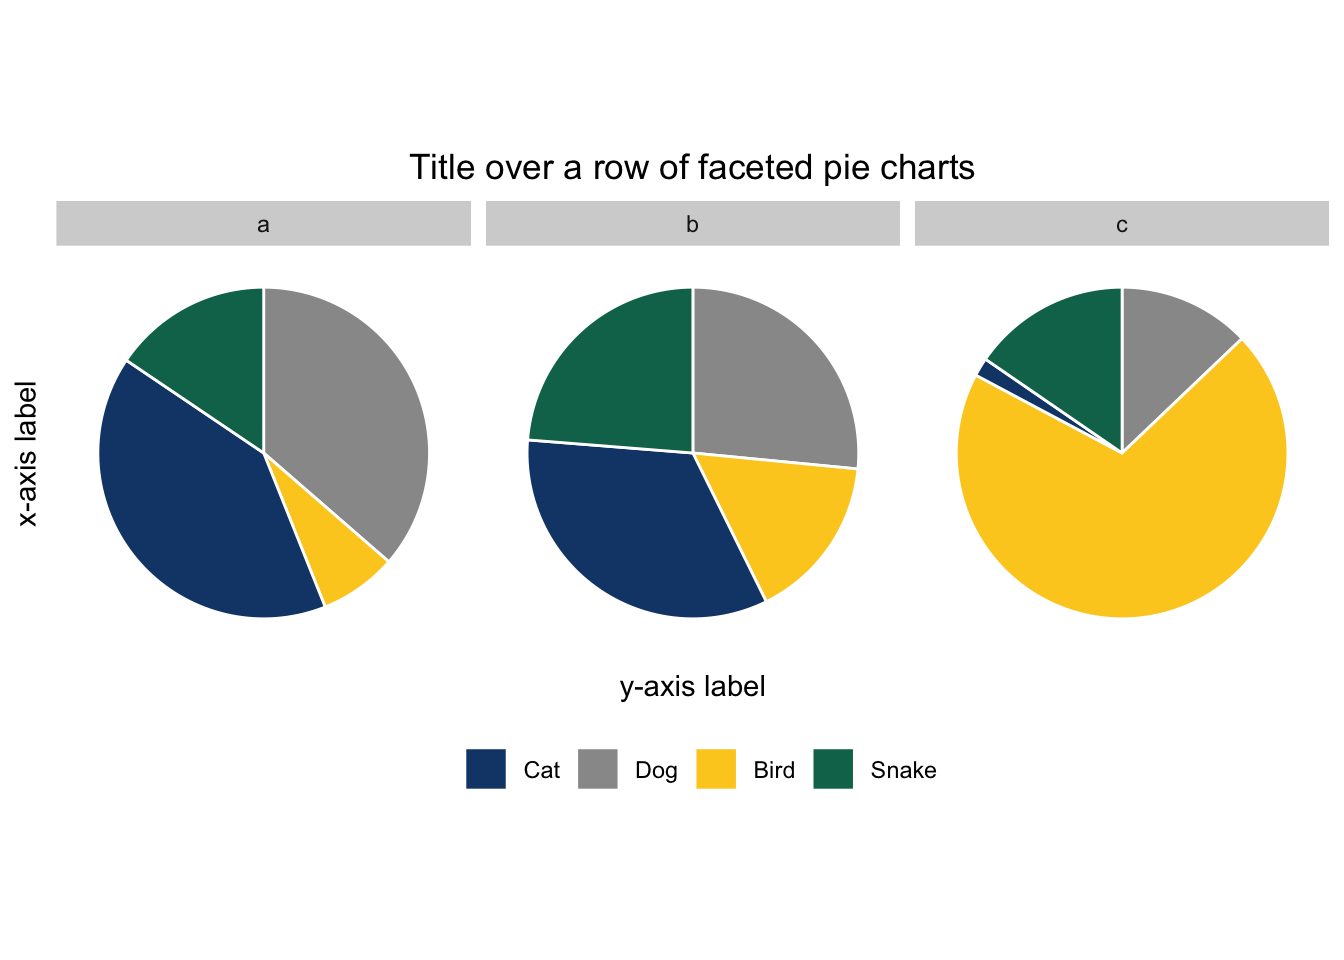 Title over a row of faceted pie charts
a b c
x-axis label
y-axis label
Cat Dog Bird Snake